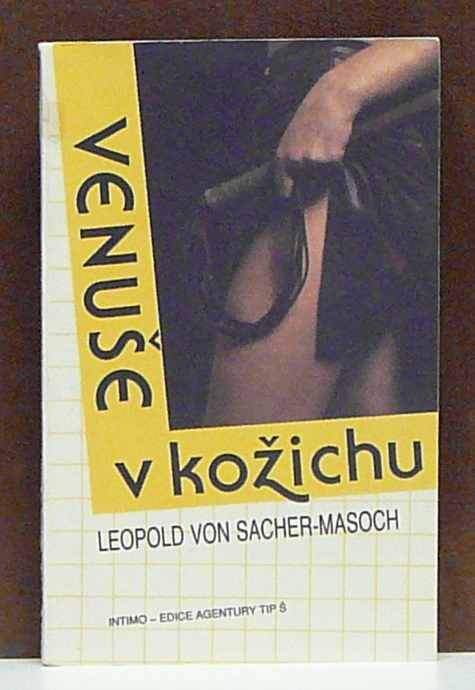 VENUŠE
v kožichu
LEOPOLD VON SACHER-MASOCH
INTIMO – EDICE AGENTURY TIP Š